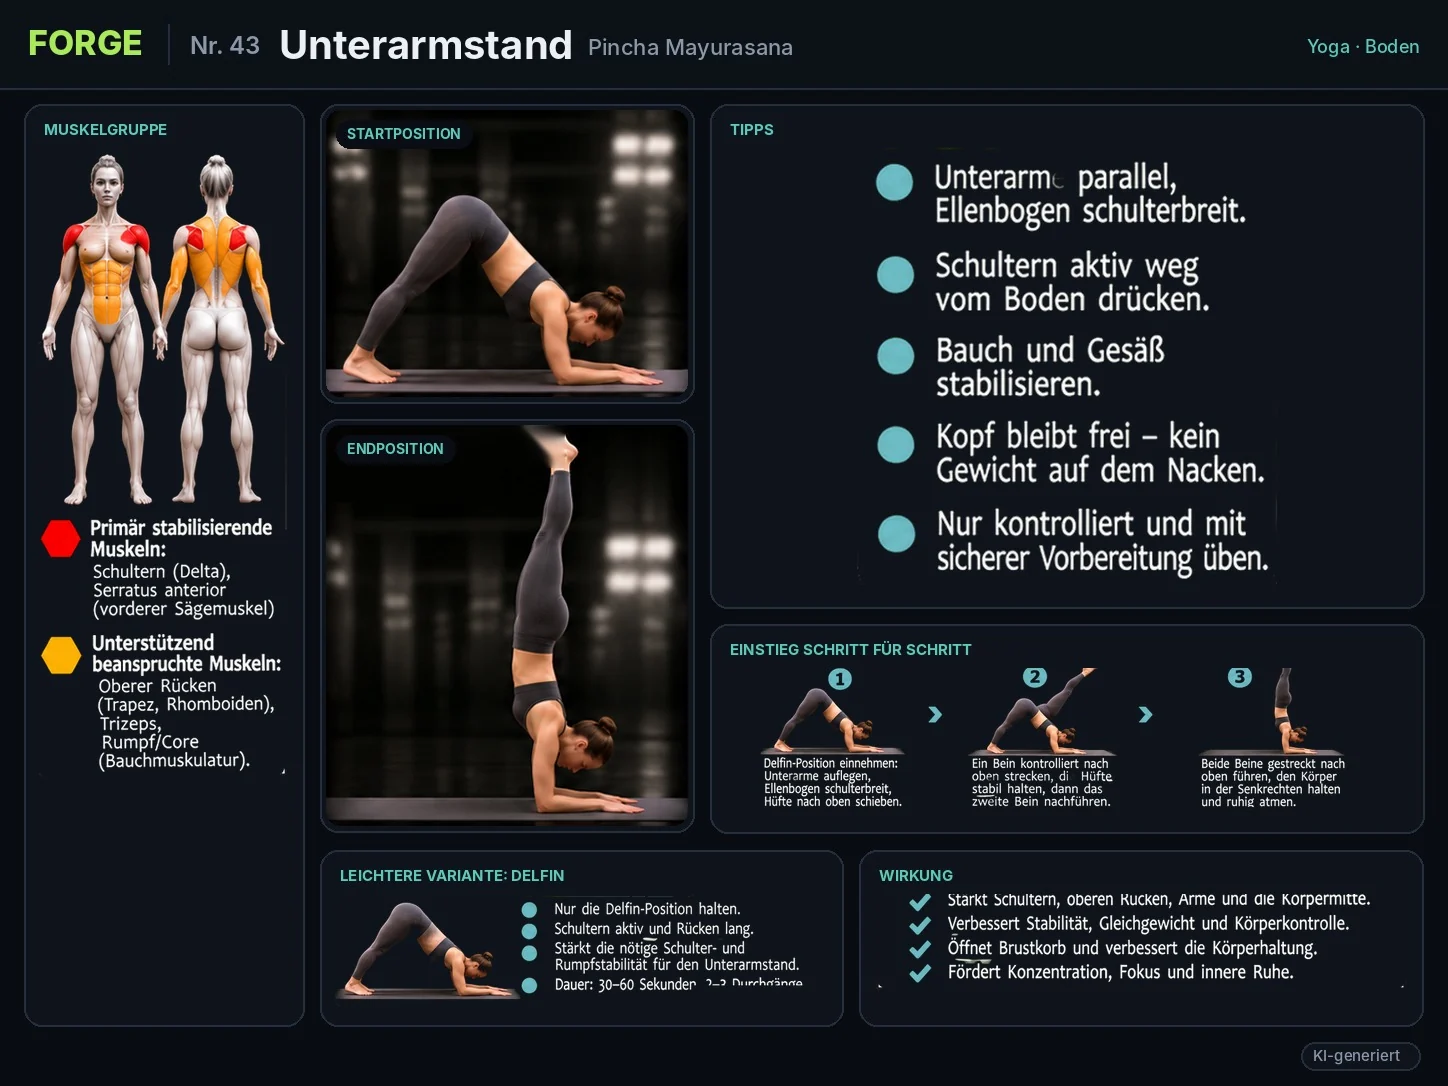 FORGE
Nr. 43
Unterarmstand
Pincha Mayurasana
Yoga · Boden
MUSKELGRUPPE
Primär stabilisierende
Muskeln:
Schultern (Delta),
Serratus anterior
(vorderer Sägemuskel)
Unterstützend
beanspruchte Muskeln:
Oberer Rücken
(Trapez, Rhomboiden),
Trizeps,
Rumpf/Core
(Bauchmuskulatur).
STARTPOSITION
ENDPOSITION
TIPPS
Unterarme parallel,
Ellenbogen schulterbreit.
Schultern aktiv weg
vom Boden drücken.
Bauch und Gesäß
stabilisieren.
Kopf bleibt frei – kein
Gewicht auf dem Nacken.
Nur kontrolliert und mit
sicherer Vorbereitung üben.
EINSTIEG SCHRITT FÜR SCHRITT
1
Delfin-Position einnehmen:
Unterarme auflegen,
Ellenbogen schulterbreit,
Hüfte nach oben schieben.
2
Ein Bein kontrolliert nach
oben strecken, di Hüfte
stabil halten, dann das
zweite Bein nachführen.
3
Beide Beine gestreckt nach
oben führen, den Körper
in der Senkrechten halten
und ruhig atmen.
LEICHTERE VARIANTE: DELFIN
Nur die Delfin-Position halten.
Schultern aktiv und Rücken lang.
Stärkt die nötige Schulter- und
Rumpfstabilität für den Unterarmstand.
Dauer: 30–60 Sekunden 2–3 Durchgänge
WIRKUNG
Stärkt Schultern, oberen Rücken, Arme und die Körpermitte.
Verbessert Stabilität, Gleichgewicht und Körperkontrolle.
Öffnet Brustkorb und verbessert die Körperhaltung.
Fördert Konzentration, Fokus und innere Ruhe.
KI-generiert